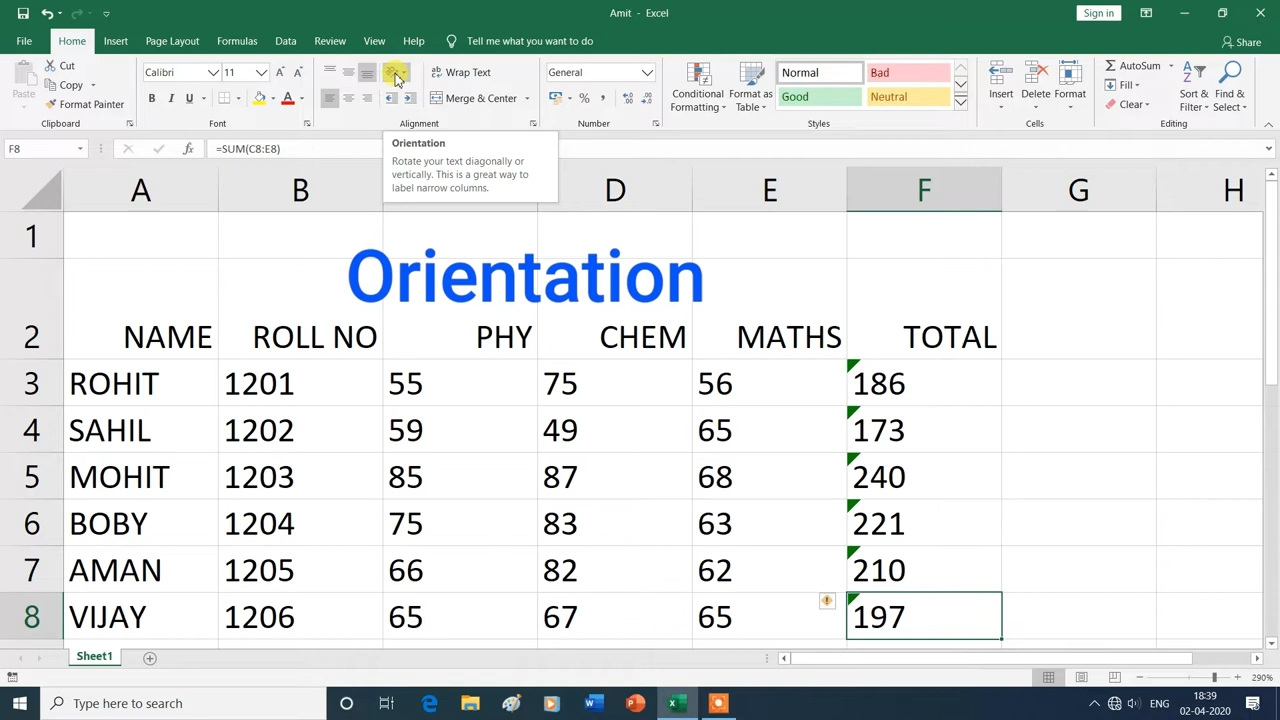 Amit - Excel
Sign in
File Home Insert Page Layout Formulas Data Review View Help Tell me what you want to do Share
Paste
Cut
Copy
Format Painter
Clipboard
Calibri 11
B I U
Font
Wrap Text
Merge & Center
Alignment
General
% ,
Number
Conditional Formatting
Format as Table
Normal Bad
Good Neutral
Styles
Insert Delete Format
Cells
AutoSum
Fill
Clear
Sort & Filter
Find & Select
Editing
F8 fx =SUM(C8:E8)
Orientation
Rotate your text diagonally or
vertically. This is a great way to
label narrow columns.
A B D E F G H
1
Orientation
2 NAME ROLL NO PHY CHEM MATHS TOTAL
3 ROHIT 1201 55 75 56 186
4 SAHIL 1202 59 49 65 173
5 MOHIT 1203 85 87 68 240
6 BOBY 1204 75 83 63 221
7 AMAN 1205 66 82 62 210
8 VIJAY 1206 65 67 65 197
Sheet1
290%
Type here to search
ENG
18:39
02-04-2020